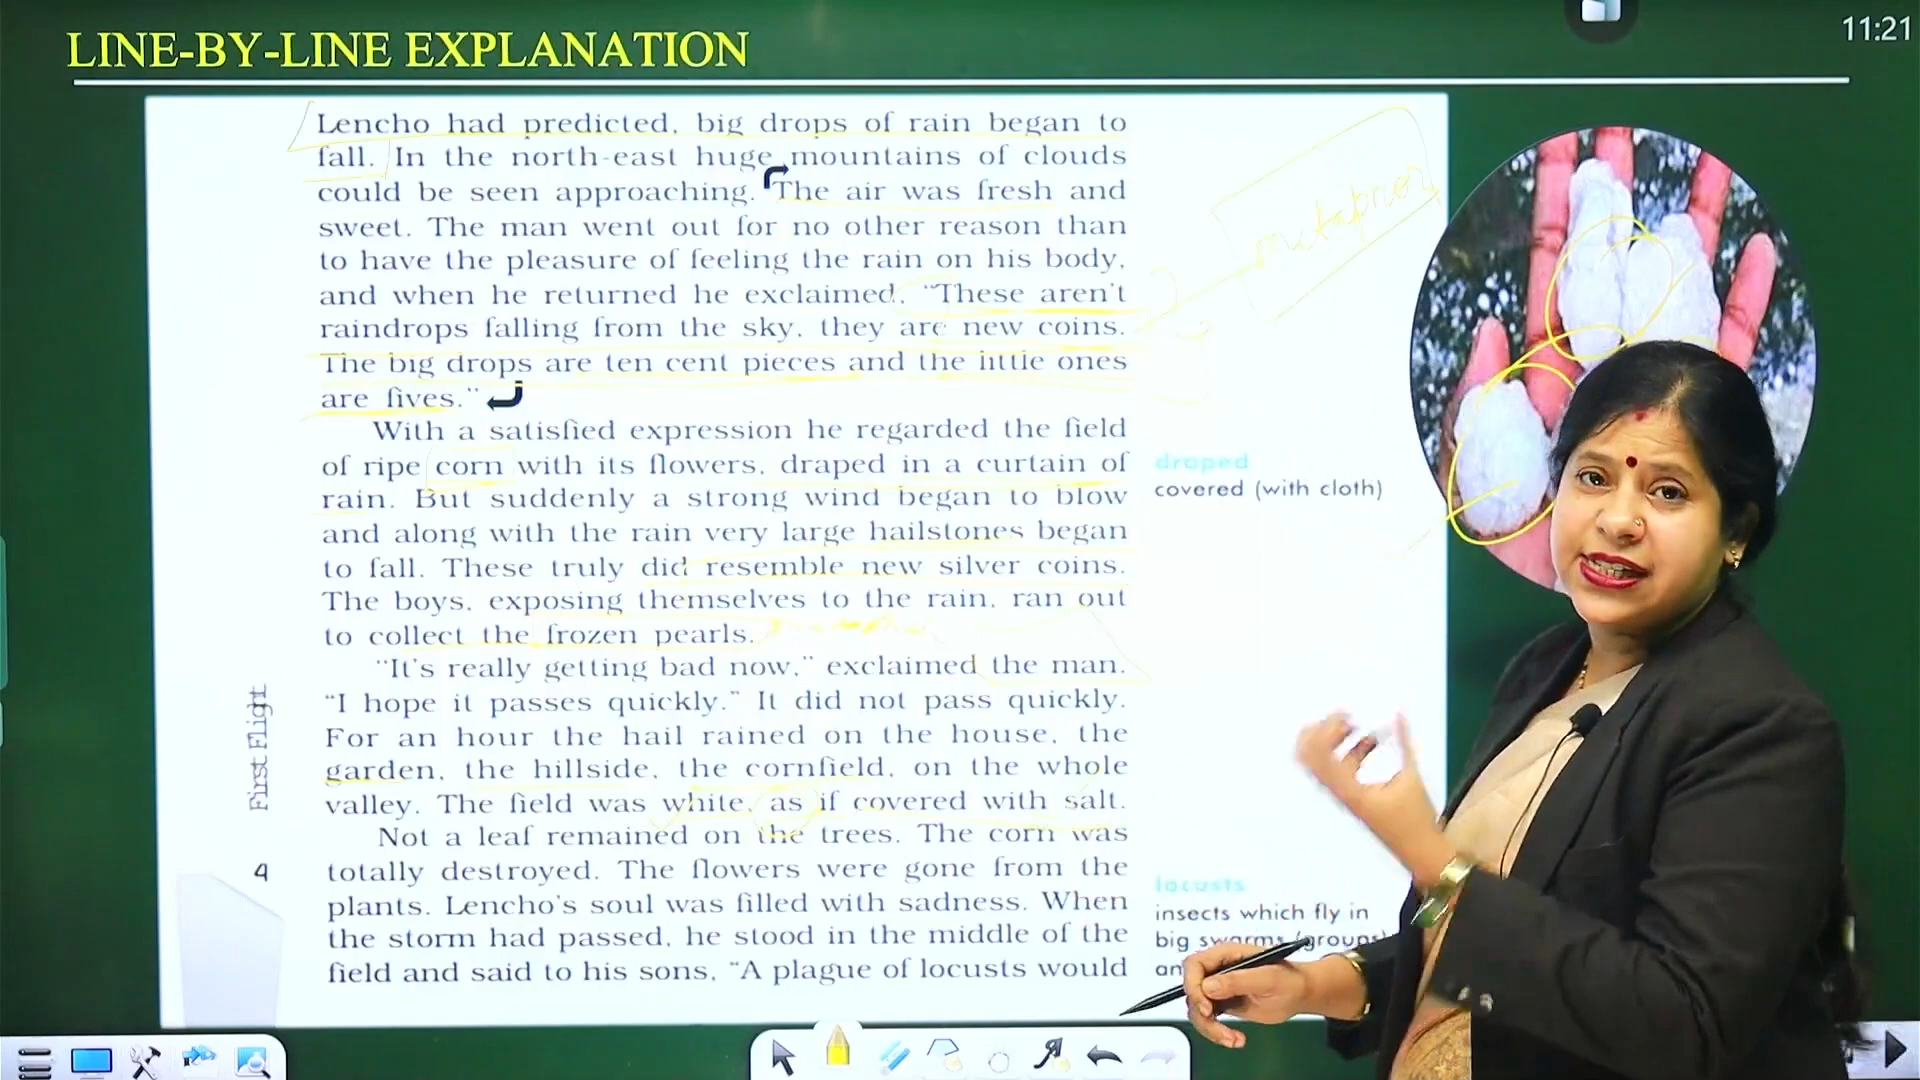 LINE-BY-LINE EXPLANATION
11:21
Lencho had predicted, big drops of rain began to
fall. In the north-east huge mountains of clouds
could be seen approaching. The air was fresh and
sweet. The man went out for no other reason than
to have the pleasure of feeling the rain on his body,
and when he returned he exclaimed, “These aren't
raindrops falling from the sky, they are new coins.
The big drops are ten cent pieces and the little ones
are fives.”
With a satisfied expression he regarded the field
of ripe corn with its flowers, draped in a curtain of
rain. But suddenly a strong wind began to blow
and along with the rain very large hailstones began
to fall. These truly did resemble new silver coins.
The boys, exposing themselves to the rain, ran out
to collect the frozen pearls.
“It's really getting bad now,” exclaimed the man.
“I hope it passes quickly.” It did not pass quickly.
For an hour the hail rained on the house, the
garden, the hillside, the cornfield, on the whole
valley. The field was white, as if covered with salt.
Not a leaf remained on the trees. The corn was
totally destroyed. The flowers were gone from the
plants. Lencho's soul was filled with sadness. When
the storm had passed, he stood in the middle of the
field and said to his sons, “A plague of locusts would
draped
covered (with cloth)
locusts
insects which fly in
big swarms (groups)
an
First Flight
4